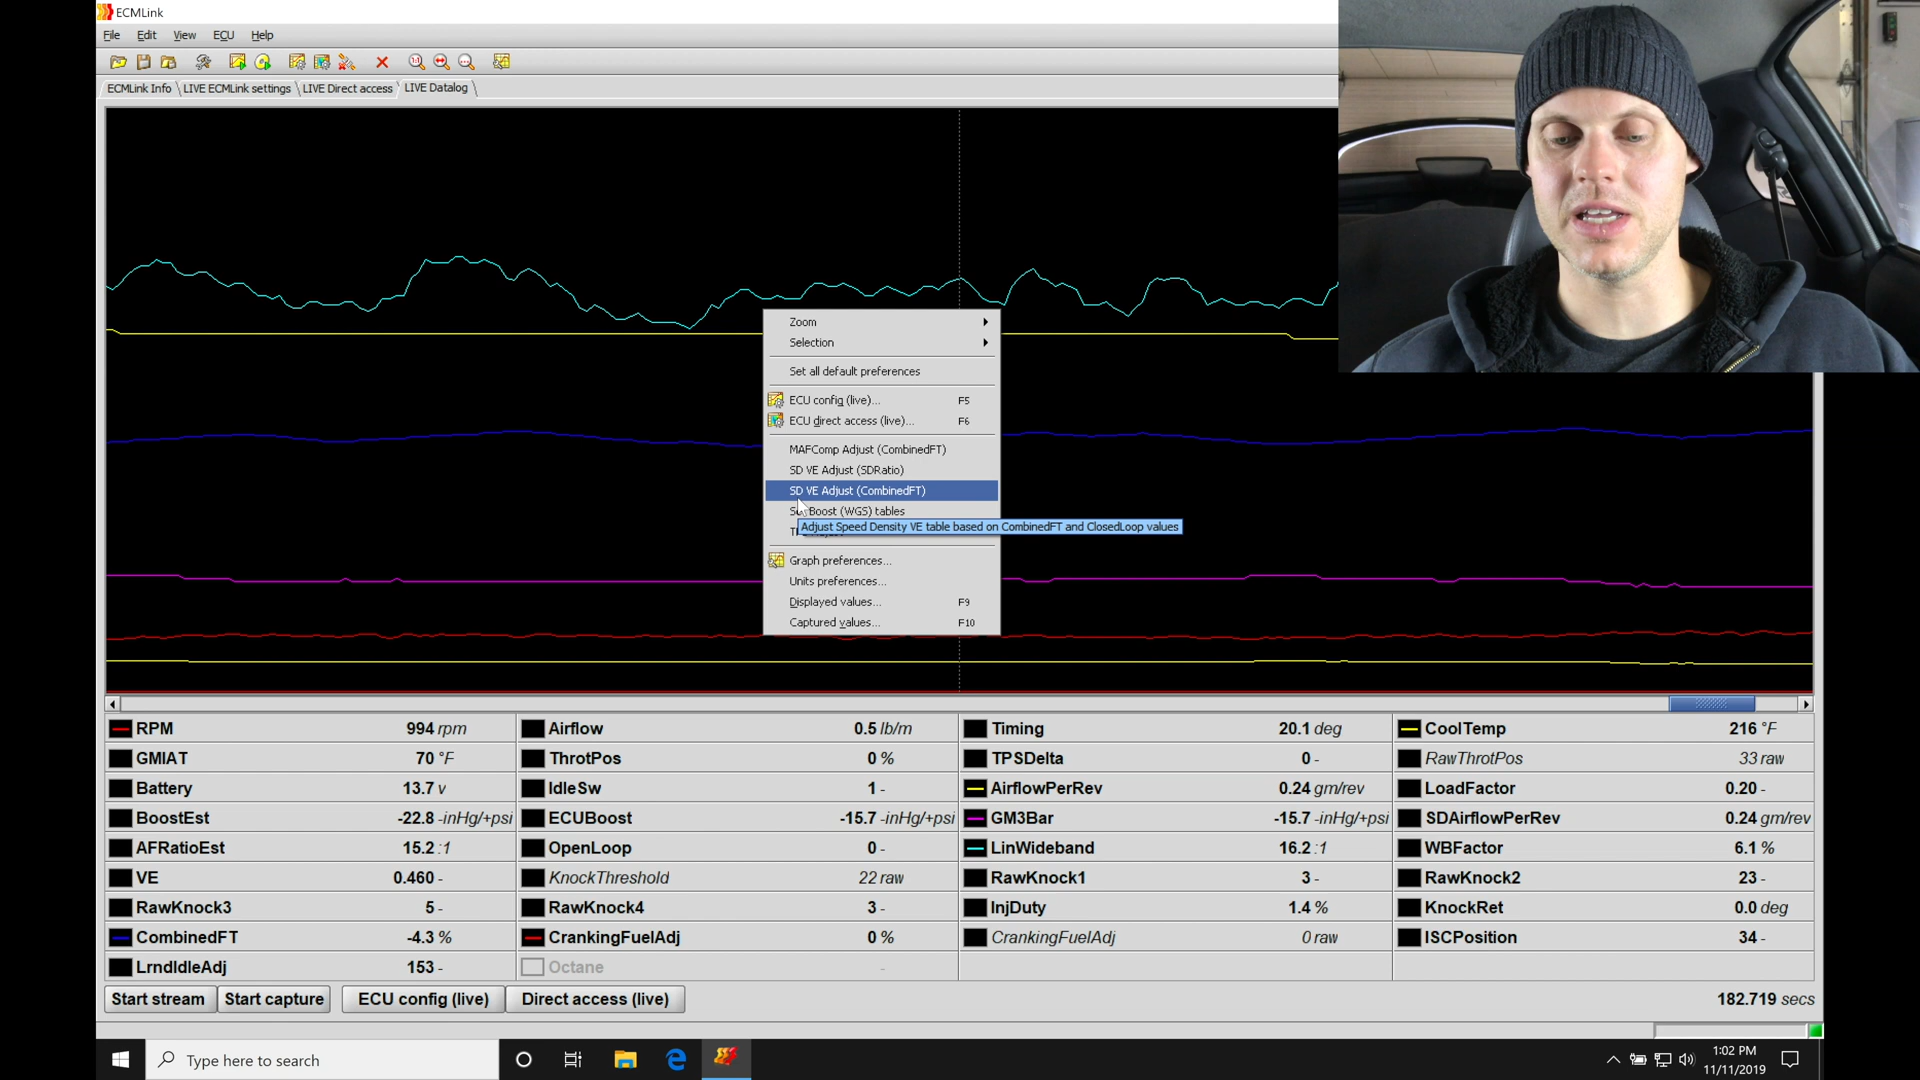 ECMLink
File Edit View ECU Help
ECMLink Info LIVE ECMLink settings LIVE Direct access LIVE Datalog
Zoom
Selection
Set all default preferences
ECU config (live)... F5
ECU direct access (live)... F6
MAFComp Adjust (CombinedFT)
SD VE Adjust (SDRatio)
SD VE Adjust (CombinedFT)
Boost (WGS) tables
Adjust Speed Density VE table based on CombinedFT and ClosedLoop values
Graph preferences...
Units preferences...
Displayed values... F9
Captured values... F10
RPM 994 rpm Airflow 0.5 lb/m Timing 20.1 deg CoolTemp 216 °F
GMIAT 70 °F ThrotPos 0 % TPSDelta 0 - RawThrotPos 33 raw
Battery 13.7 v IdleSw 1 - AirflowPerRev 0.24 gm/rev LoadFactor 0.20 -
BoostEst -22.8 -inHg/+psi ECUBoost -15.7 -inHg/+psi GM3Bar -15.7 -inHg/+psi SDAirflowPerRev 0.24 gm/rev
AFRatioEst 15.2 :1 OpenLoop 0 - LinWideband 16.2 :1 WBFactor 6.1 %
VE 0.460 - KnockThreshold 22 raw RawKnock1 3 - RawKnock2 23 -
RawKnock3 5 - RawKnock4 3 - InjDuty 1.4 % KnockRet 0.0 deg
CombinedFT -4.3 % CrankingFuelAdj 0 % CrankingFuelAdj 0 raw ISCPosition 34 -
LrndIdleAdj 153 - Octane -
Start stream Start capture ECU config (live) Direct access (live) 182.719 secs
Type here to search
1:02 PM
11/11/2019